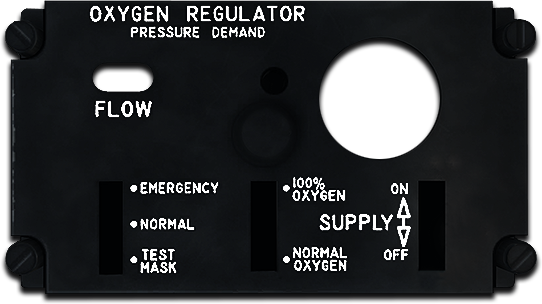 OXYGEN REGULATOR
PRESSURE DEMAND
FLOW
EMERGENCY
NORMAL
TEST
MASK
100%
OXYGEN
NORMAL
OXYGEN
ON
SUPPLY
OFF